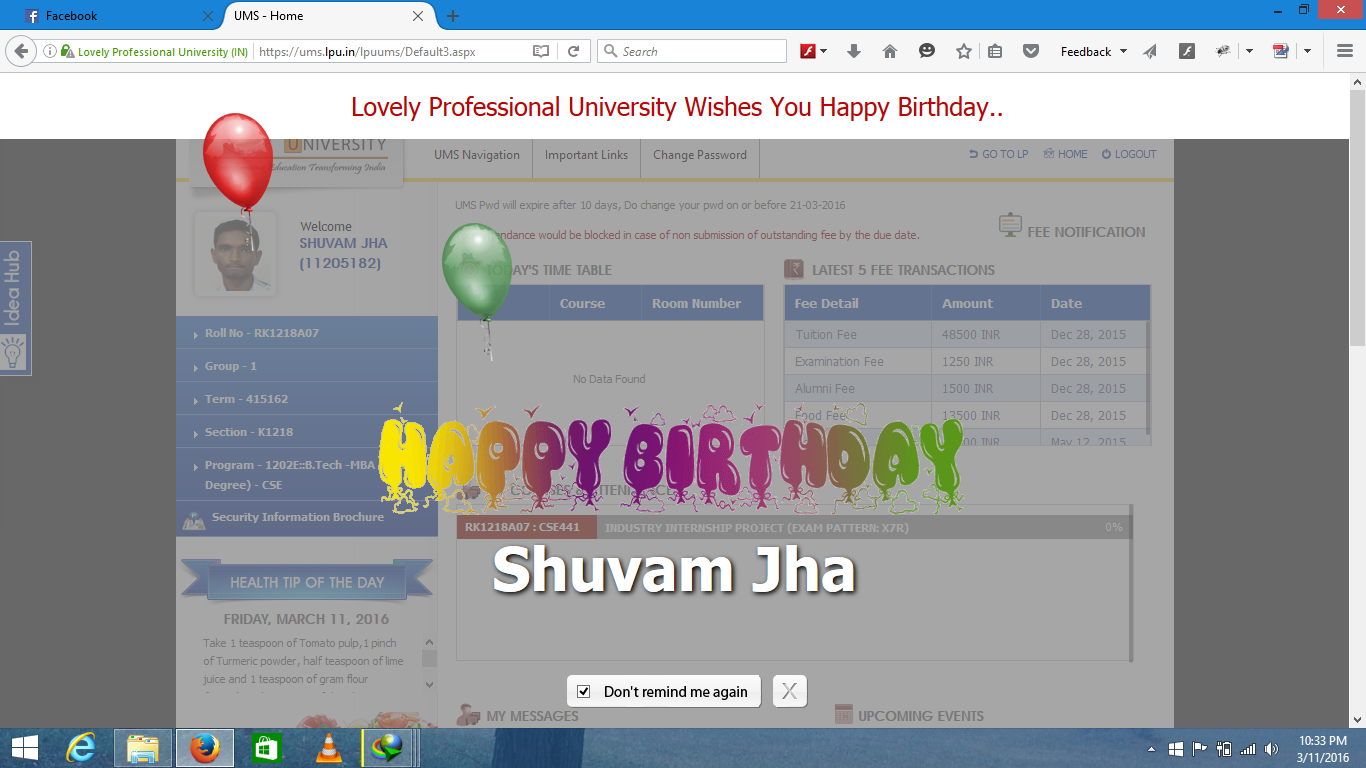 Facebook
UMS - Home
Lovely Professional University (IN)
https://ums.lpu.in/lpuums/Default3.aspx
Search
Feedback
Lovely Professional University Wishes You Happy Birthday..
UNIVERSITY
Education Transforming India
UMS Navigation
Important Links
Change Password
GO TO LP
HOME
LOGOUT
UMS Pwd will expire after 10 days, Do change your pwd on or before 21-03-2016
would be blocked in case of non submission of outstanding fee by the due date.
FEE NOTIFICATION
Welcome
SHUVAM JHA
(11205182)
Idea Hub
TODAY'S TIME TABLE
Course
Room Number
No Data Found
LATEST 5 FEE TRANSACTIONS
Fee Detail Amount Date
Tuition Fee 48500 INR Dec 28, 2015
Examination Fee 1250 INR Dec 28, 2015
Alumni Fee 1500 INR Dec 28, 2015
Food Fee 13500 INR Dec 28, 2015
INR May 12, 2015
Roll No - RK1218A07
Group - 1
Term - 415162
Section - K1218
Program - 1202E::B.Tech -MBA
Degree) - CSE
Security Information Brochure
HAPPY BIRTHDAY
Shuvam Jha
RK1218A07 : CSE441
INDUSTRY INTERNSHIP PROJECT (EXAM PATTERN: X7R)
0%
HEALTH TIP OF THE DAY
FRIDAY, MARCH 11, 2016
Take 1 teaspoon of Tomato pulp,1 pinch
of Turmeric powder, half teaspoon of lime
juice and 1 teaspoon of gram flour
Don't remind me again
X
MY MESSAGES
UPCOMING EVENTS
10:33 PM
3/11/2016